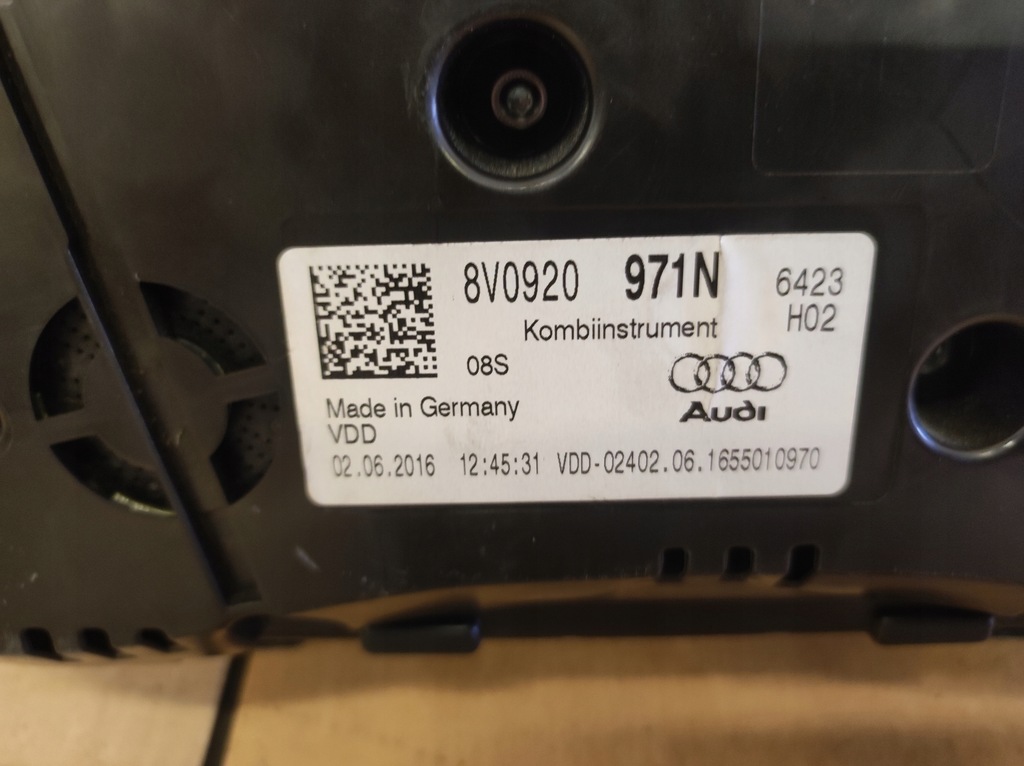 8V0920 971N 6423
Kombiinstrument H02
08S
Audi
Made in Germany
VDD
02.06.2016 12:45:31 VDD-02402.06.1655010970